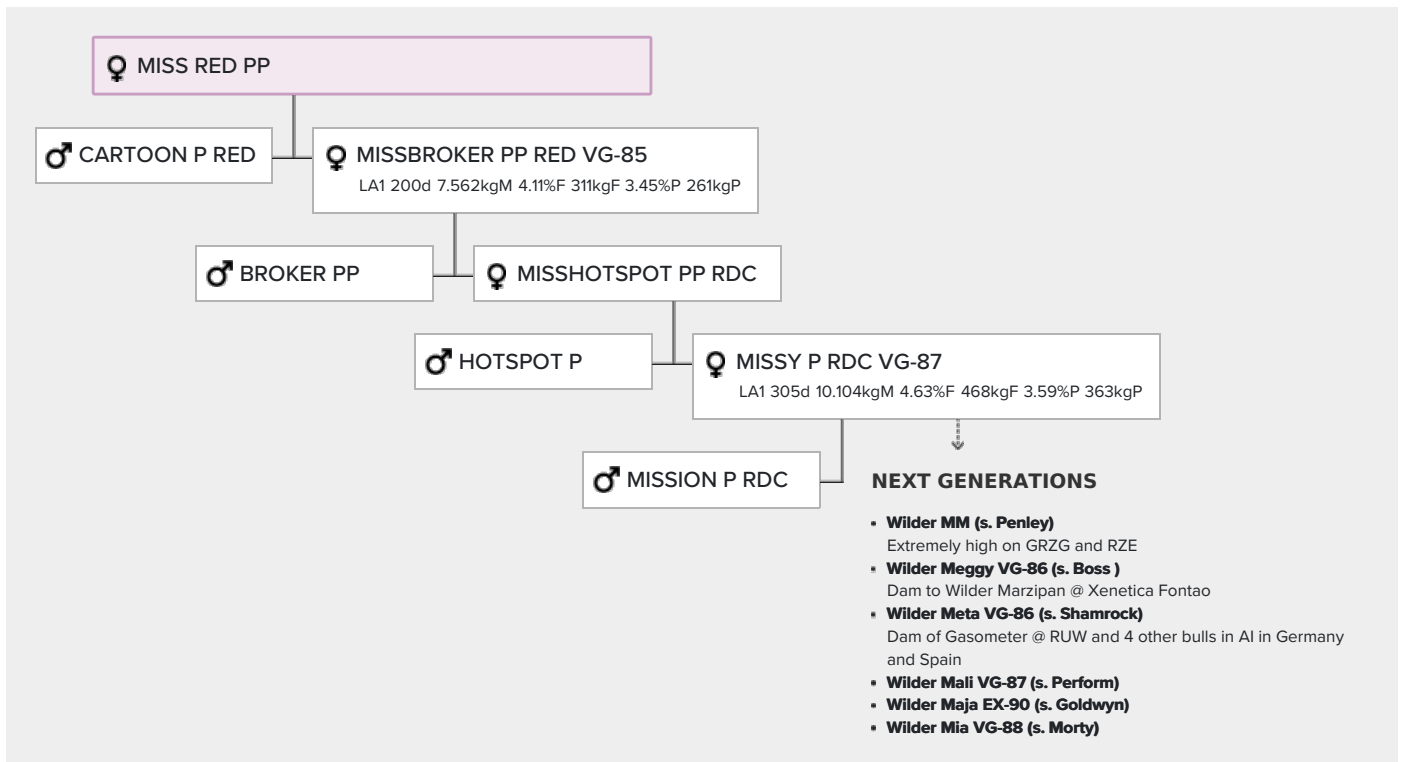 MISS RED PP
CARTOON P RED
MISSBROKER PP RED VG-85
LA1 200d 7.562kgM 4.11%F 311kgF 3.45%P 261kgP
BROKER PP
MISSHOTSPOT PP RDC
HOTSPOT P
MISSY P RDC VG-87
LA1 305d 10.104kgM 4.63%F 468kgF 3.59%P 363kgP
MISSION P RDC
NEXT GENERATIONS
Wilder MM (s. Penley)
Extremely high on GRZG and RZE
Wilder Meggy VG-86 (s. Boss )
Dam to Wilder Marzipan @ Xenetica Fontao
Wilder Meta VG-86 (s. Shamrock)
Dam of Gasometer @ RUW and 4 other bulls in AI in Germany
and Spain
Wilder Mali VG-87 (s. Perform)
Wilder Maja EX-90 (s. Goldwyn)
Wilder Mia VG-88 (s. Morty)